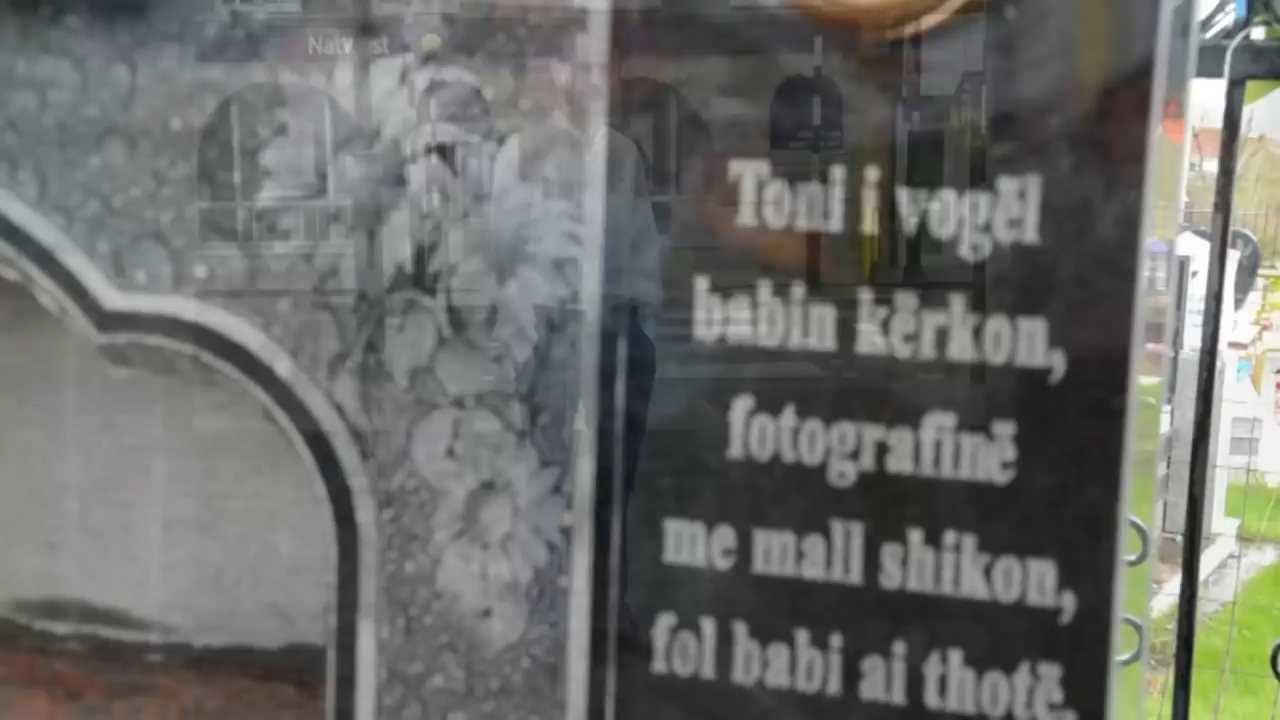 NatWest
Toni i vogël
babin kërkon,
fotografinë
me mall shikon,
fol babi ai thotë,